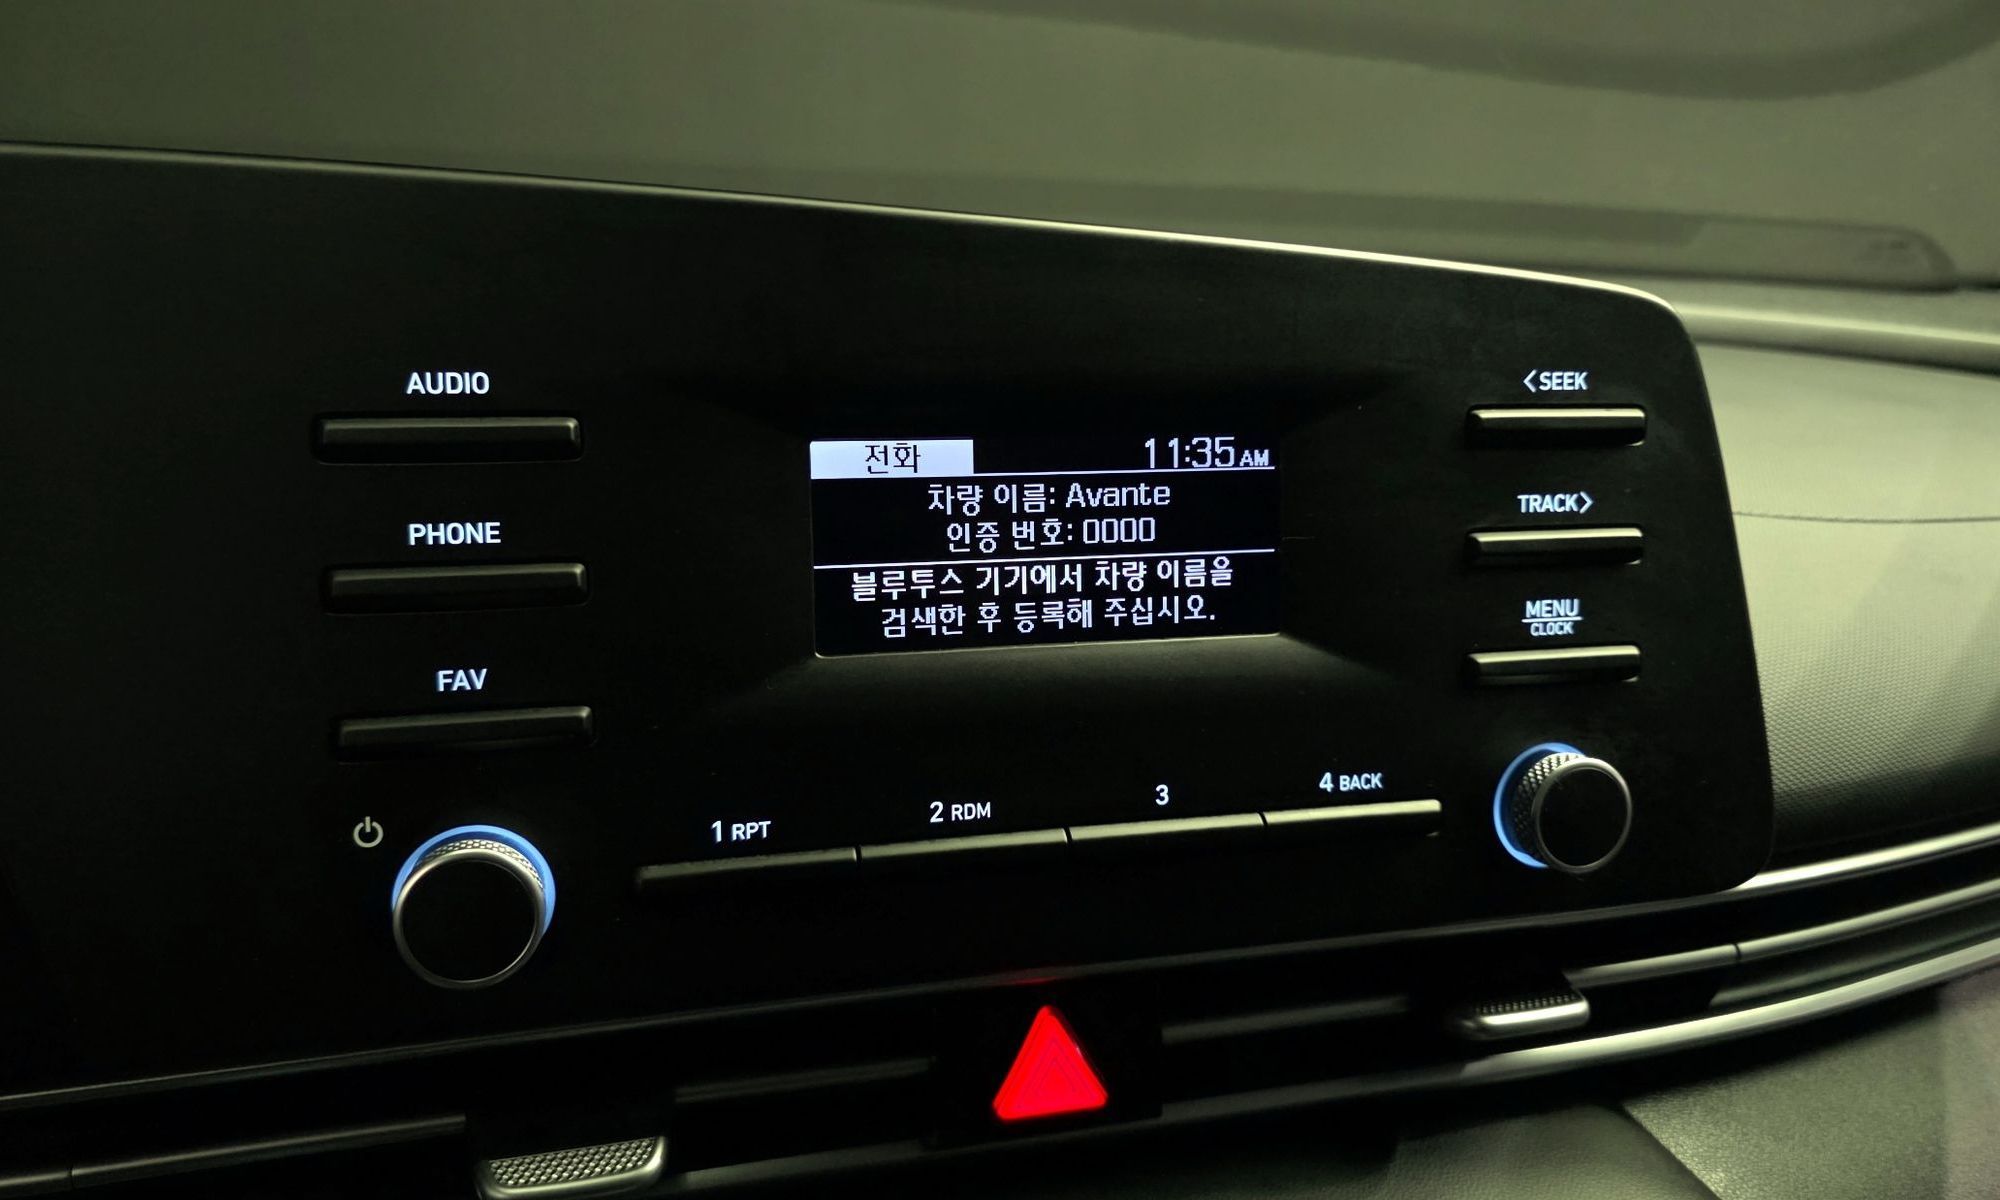 AUDIO
PHONE
FAV
전화 11:35 AM
차량 이름: Avante
인증 번호: 0000
블루투스 기기에서 차량 이름을
검색한 후 등록해 주십시오.
<SEEK
TRACK>
MENU
CLOCK
1 RPT
2 RDM
3
4 BACK